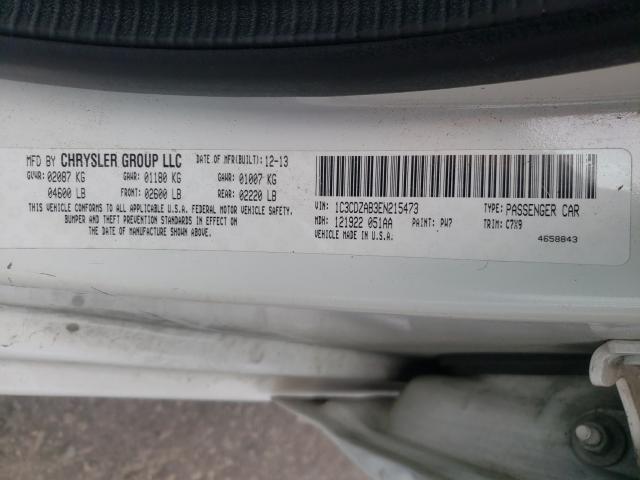 MFD BY CHRYSLER GROUP LLC DATE OF MFR(BUILT): 12-13
GVWR: 02087 KG GAWR: 01180 KG GAWR: 01007 KG
04600 LB FRONT: 02600 LB REAR: 02220 LB
THIS VEHICLE CONFORMS TO ALL APPLICABLE U.S.A. FEDERAL MOTOR VEHICLE SAFETY,
BUMPER AND THEFT PREVENTION STANDARDS IN EFFECT ON
THE DATE OF MANUFACTURE SHOWN ABOVE.
VIN: 1C3CDZAB3EN215473 TYPE: PASSENGER CAR
MDH: 121922 051AA PAINT: PW7 TRIM: C7X9
VEHICLE MADE IN U.S.A. 4658843